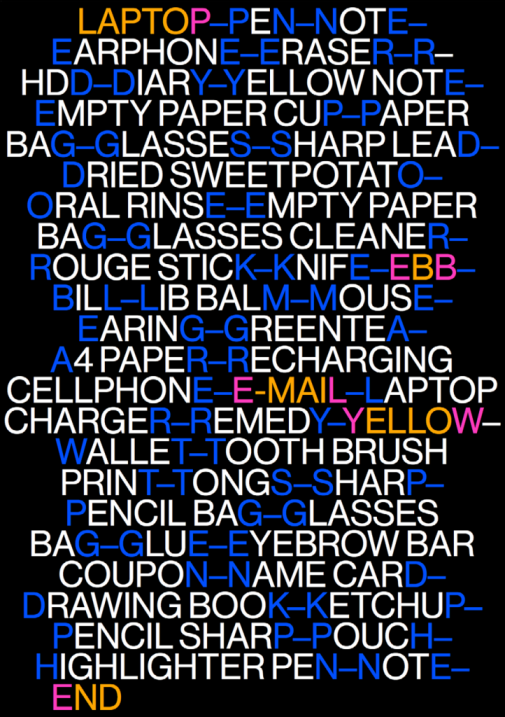 LAPTOP–PEN–NOTE–
EARPHONE–ERASER–R–
HDD–DIARY–YELLOW NOTE–
EMPTY PAPER CUP–PAPER
BAG–GLASSES–SHARP LEAD–
DRIED SWEETPOTATO–
ORAL RINSE–EMPTY PAPER
BAG–GLASSES CLEANER–
ROUGE STICK–KNIFE–EBB–
BILL–LIB BALM–MOUSE–
EARING–GREENTEA–
A4 PAPER–RECHARGING
CELLPHONE–E-MAIL–LAPTOP
CHARGER–REMEDY–YELLOW–
WALLET–TOOTH BRUSH
PRINT–TONGS–SHARP–
PENCIL BAG–GLASSES
BAG–GLUE–EYEBROW BAR
COUPON–NAME CARD–
DRAWING BOOK–KETCHUP–
PENCIL SHARP–POUCH–
HIGHLIGHTER PEN–NOTE–
END